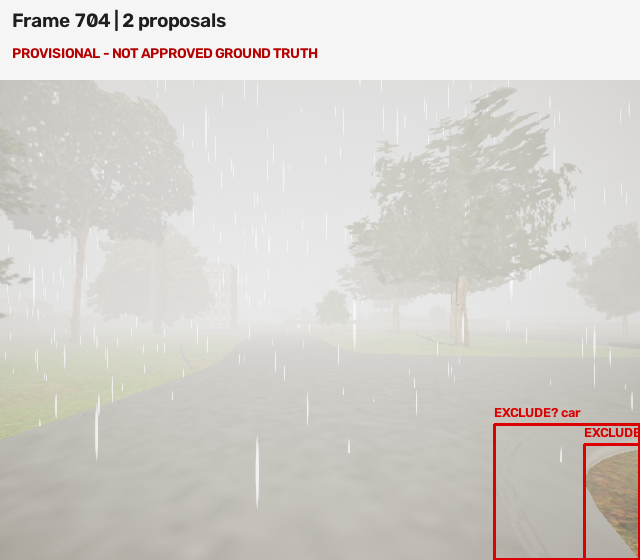 Frame 704 | 2 proposals
PROVISIONAL - NOT APPROVED GROUND TRUTH
EXCLUDE? car
EXCLUDE